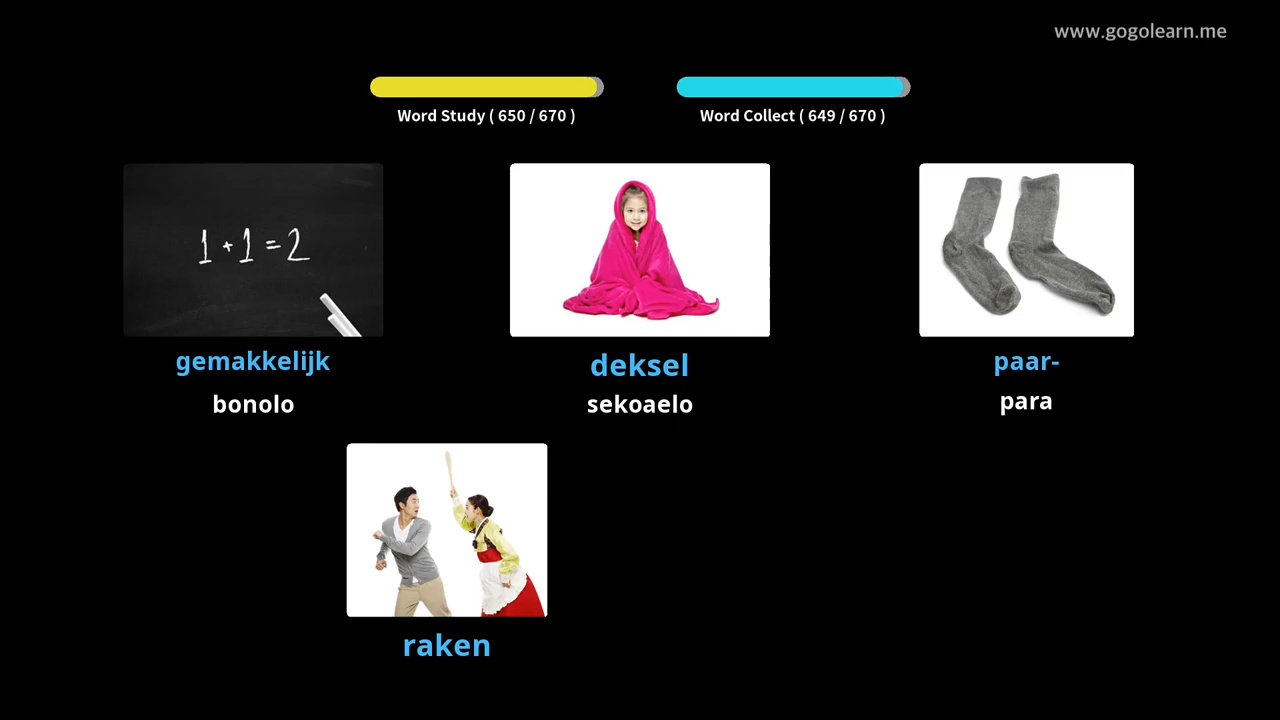 www.gogolearn.me
Word Study ( 650 / 670 )
Word Collect ( 649 / 670 )
1 + 1 = 2
gemakkelijk
bonolo
deksel
sekoaelo
paar-
para
raken